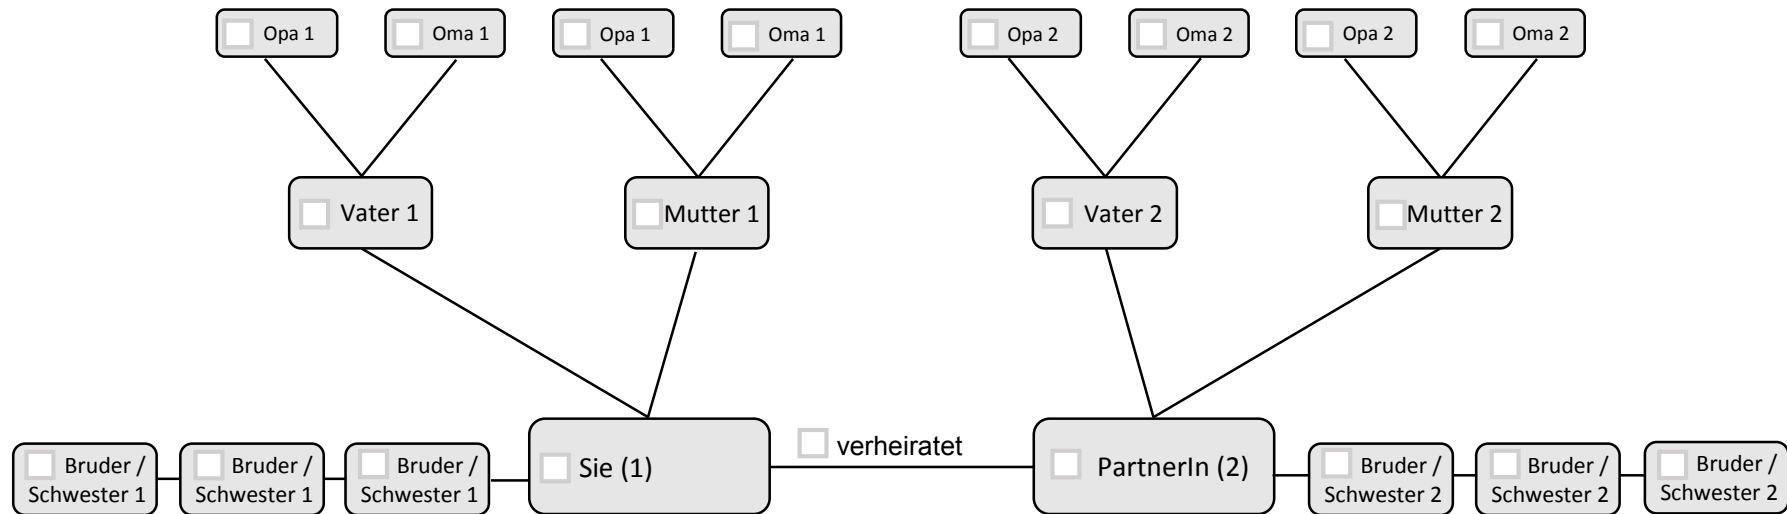 Opa 1
Oma 1
Opa 1
Oma 1
Opa 2
Oma 2
Opa 2
Oma 2
Vater 1
Mutter 1
Vater 2
Mutter 2
Bruder /
Schwester 1
Bruder /
Schwester 1
Bruder /
Schwester 1
Sie (1)
verheiratet
PartnerIn (2)
Bruder /
Schwester 2
Bruder /
Schwester 2
Bruder /
Schwester 2